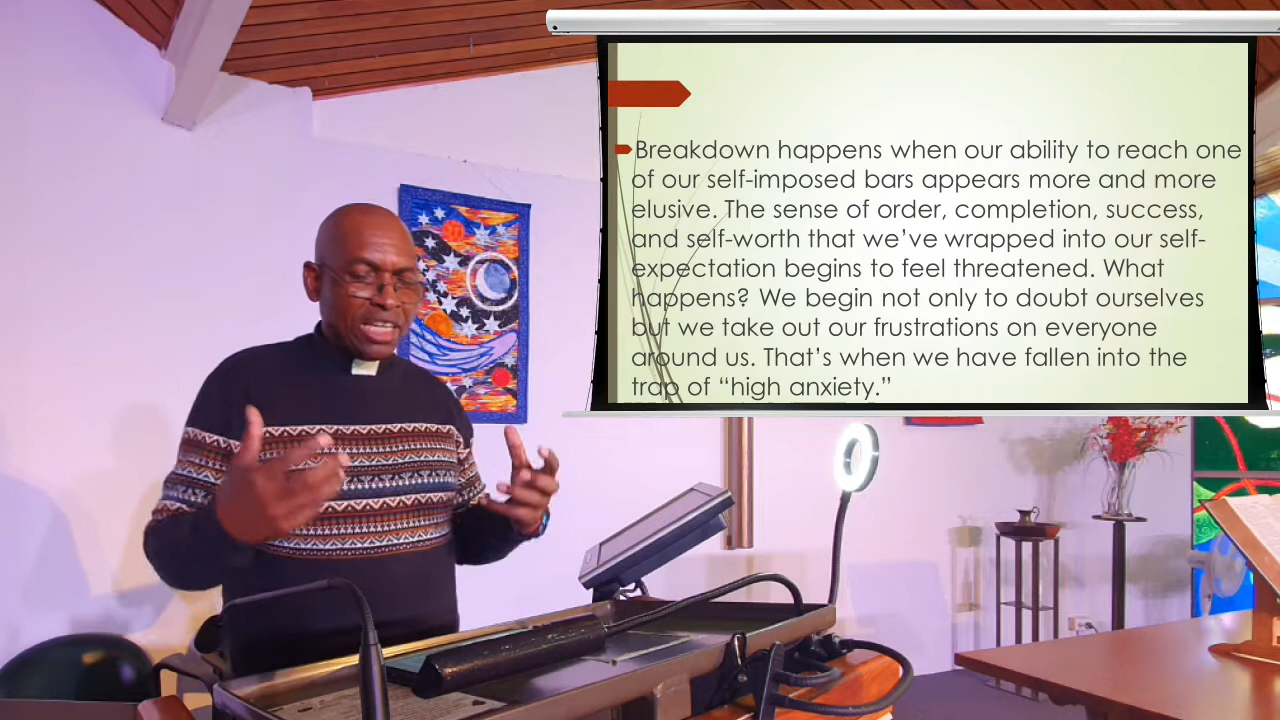 Breakdown happens when our ability to reach one
of our self-imposed bars appears more and more
elusive. The sense of order, completion, success,
and self-worth that we’ve wrapped into our self-
expectation begins to feel threatened. What
happens? We begin not only to doubt ourselves
but we take out our frustrations on everyone
around us. That’s when we have fallen into the
trap of “high anxiety.”